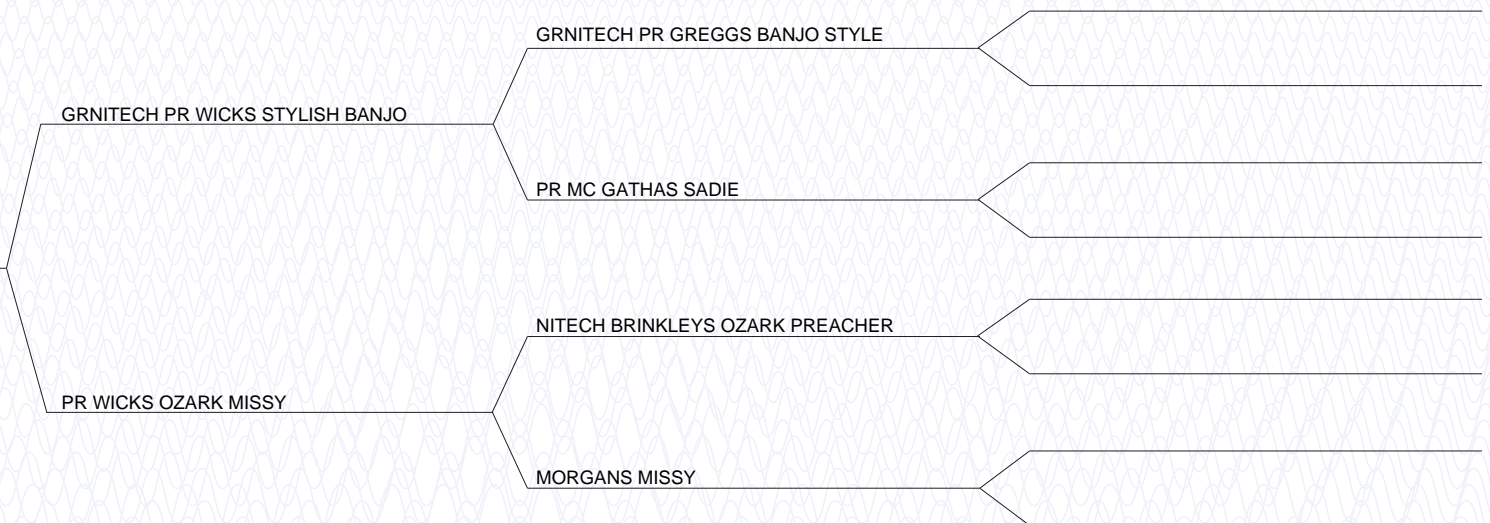 GRNITECH PR GREGGS BANJO STYLE
GRNITECH PR WICKS STYLISH BANJO
PR MC GATHAS SADIE
NITECH BRINKLEYS OZARK PREACHER
PR WICKS OZARK MISSY
MORGANS MISSY